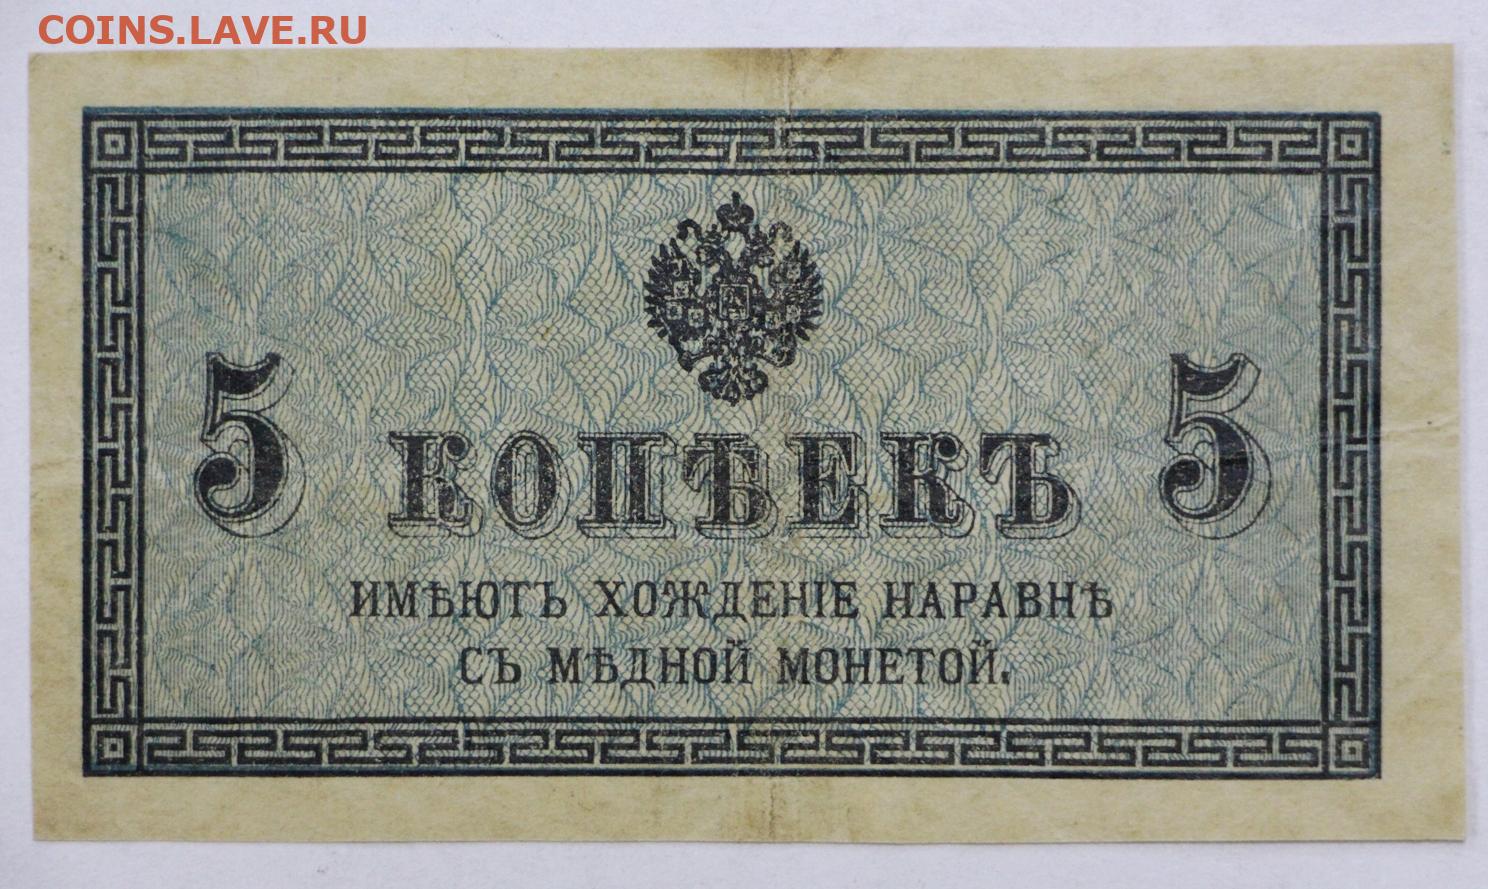 COINS.LAVE.RU
5 КОПѢЕКЪ 5
ИМѢЮТЪ ХОЖДЕНІЕ НАРАВНѢ
СЪ МѢДНОЙ МОНЕТОЙ.